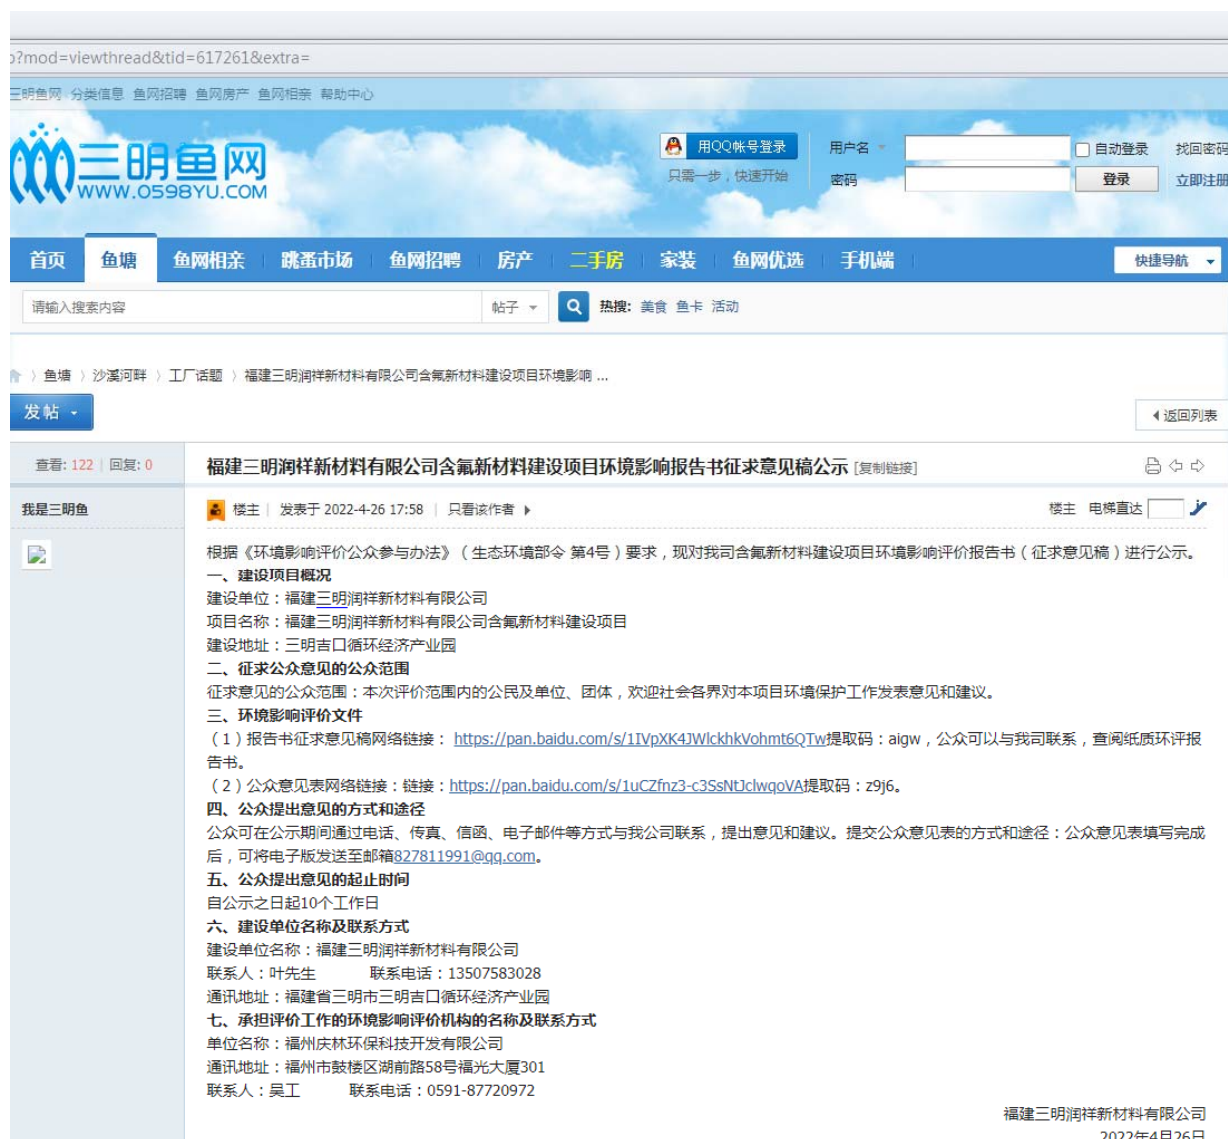 ?mod=viewthread&tid=617261&extra=
三明鱼网 分类信息 鱼网招聘 鱼网房产 鱼网相亲 帮助中心
三明鱼网
WWW.0598YU.COM
用QQ帐号登录
只需一步，快速开始
用户名
自动登录
找回密码
密码
登录
立即注册
首页 鱼塘 鱼网相亲 跳蚤市场 鱼网招聘 房产 二手房 家装 鱼网优选 手机端
快捷导航
请输入搜索内容
帖子
热搜: 美食 鱼卡 活动
鱼塘 〉 沙溪河畔 〉 工厂话题 〉 福建三明润祥新材料有限公司含氟新材料建设项目环境影响 ...
发帖
返回列表
查看: 122 | 回复: 0
福建三明润祥新材料有限公司含氟新材料建设项目环境影响报告书征求意见稿公示 [复制链接]
我是三明鱼
楼主 | 发表于 2022-4-26 17:58 | 只看该作者
楼主 电梯直达
根据《环境影响评价公众参与办法》（生态环境部令 第4号）要求，现对我司含氟新材料建设项目环境影响评价报告书（征求意见稿）进行公示。
一、建设项目概况
建设单位：福建三明润祥新材料有限公司
项目名称：福建三明润祥新材料有限公司含氟新材料建设项目
建设地址：三明吉口循环经济产业园
二、征求公众意见的公众范围
征求意见的公众范围：本次评价范围内的公民及单位、团体，欢迎社会各界对本项目环境保护工作发表意见和建议。
三、环境影响评价文件
（1）报告书征求意见稿网络链接： https://pan.baidu.com/s/1IVpXK4JWlckhkVohmt6QTw提取码：aigw，公众可以与我司联系，查阅纸质环评报
告书。
（2）公众意见表网络链接：链接：https://pan.baidu.com/s/1uCZfnz3-c3SsNtJclwqoVA提取码：z9j6。
四、公众提出意见的方式和途径
公众可在公示期间通过电话、传真、信函、电子邮件等方式与我公司联系，提出意见和建议。提交公众意见表的方式和途径：公众意见表填写完成
后，可将电子版发送至邮箱827811991@qq.com。
五、公众提出意见的起止时间
自公示之日起10个工作日
六、建设单位名称及联系方式
建设单位名称：福建三明润祥新材料有限公司
联系人：叶先生 联系电话：13507583028
通讯地址：福建省三明市三明吉口循环经济产业园
七、承担评价工作的环境影响评价机构的名称及联系方式
单位名称：福州庆林环保科技开发有限公司
通讯地址：福州市鼓楼区湖前路58号福光大厦301
联系人：吴工 联系电话：0591-87720972
福建三明润祥新材料有限公司
2022年4月26日